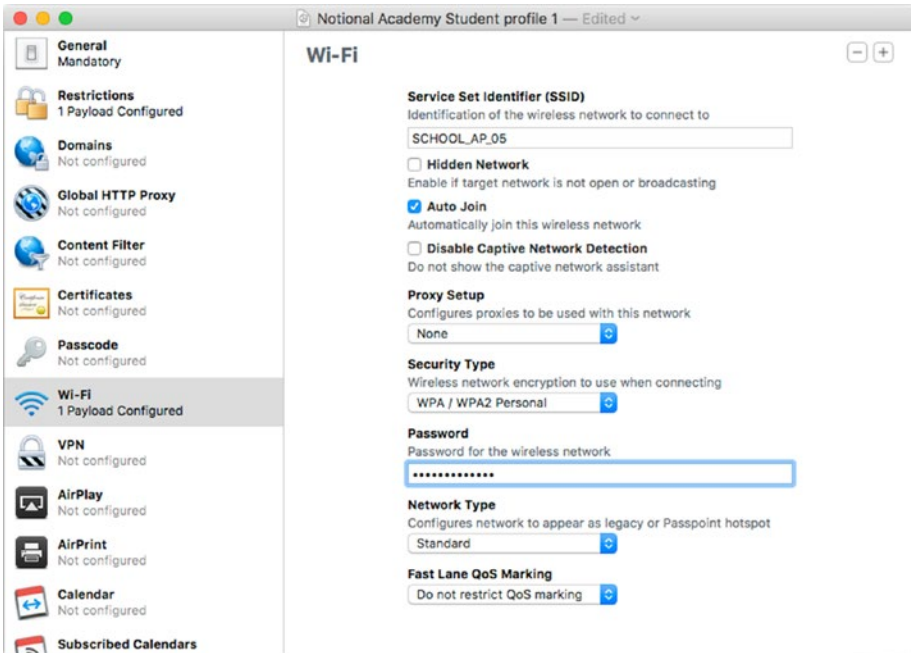 Notional Academy Student profile 1 — Edited
General
Mandatory
Restrictions
1 Payload Configured
Domains
Not configured
Global HTTP Proxy
Not configured
Content Filter
Not configured
Certificates
Not configured
Passcode
Not configured
Wi-Fi
1 Payload Configured
VPN
Not configured
AirPlay
Not configured
AirPrint
Not configured
Calendar
Not configured
Subscribed Calendars
Wi-Fi
Service Set Identifier (SSID)
Identification of the wireless network to connect to
SCHOOL_AP_05
Hidden Network
Enable if target network is not open or broadcasting
Auto Join
Automatically join this wireless network
Disable Captive Network Detection
Do not show the captive network assistant
Proxy Setup
Configures proxies to be used with this network
None
Security Type
Wireless network encryption to use when connecting
WPA / WPA2 Personal
Password
Password for the wireless network
•••••••••••••
Network Type
Configures network to appear as legacy or Passpoint hotspot
Standard
Fast Lane QoS Marking
Do not restrict QoS marking